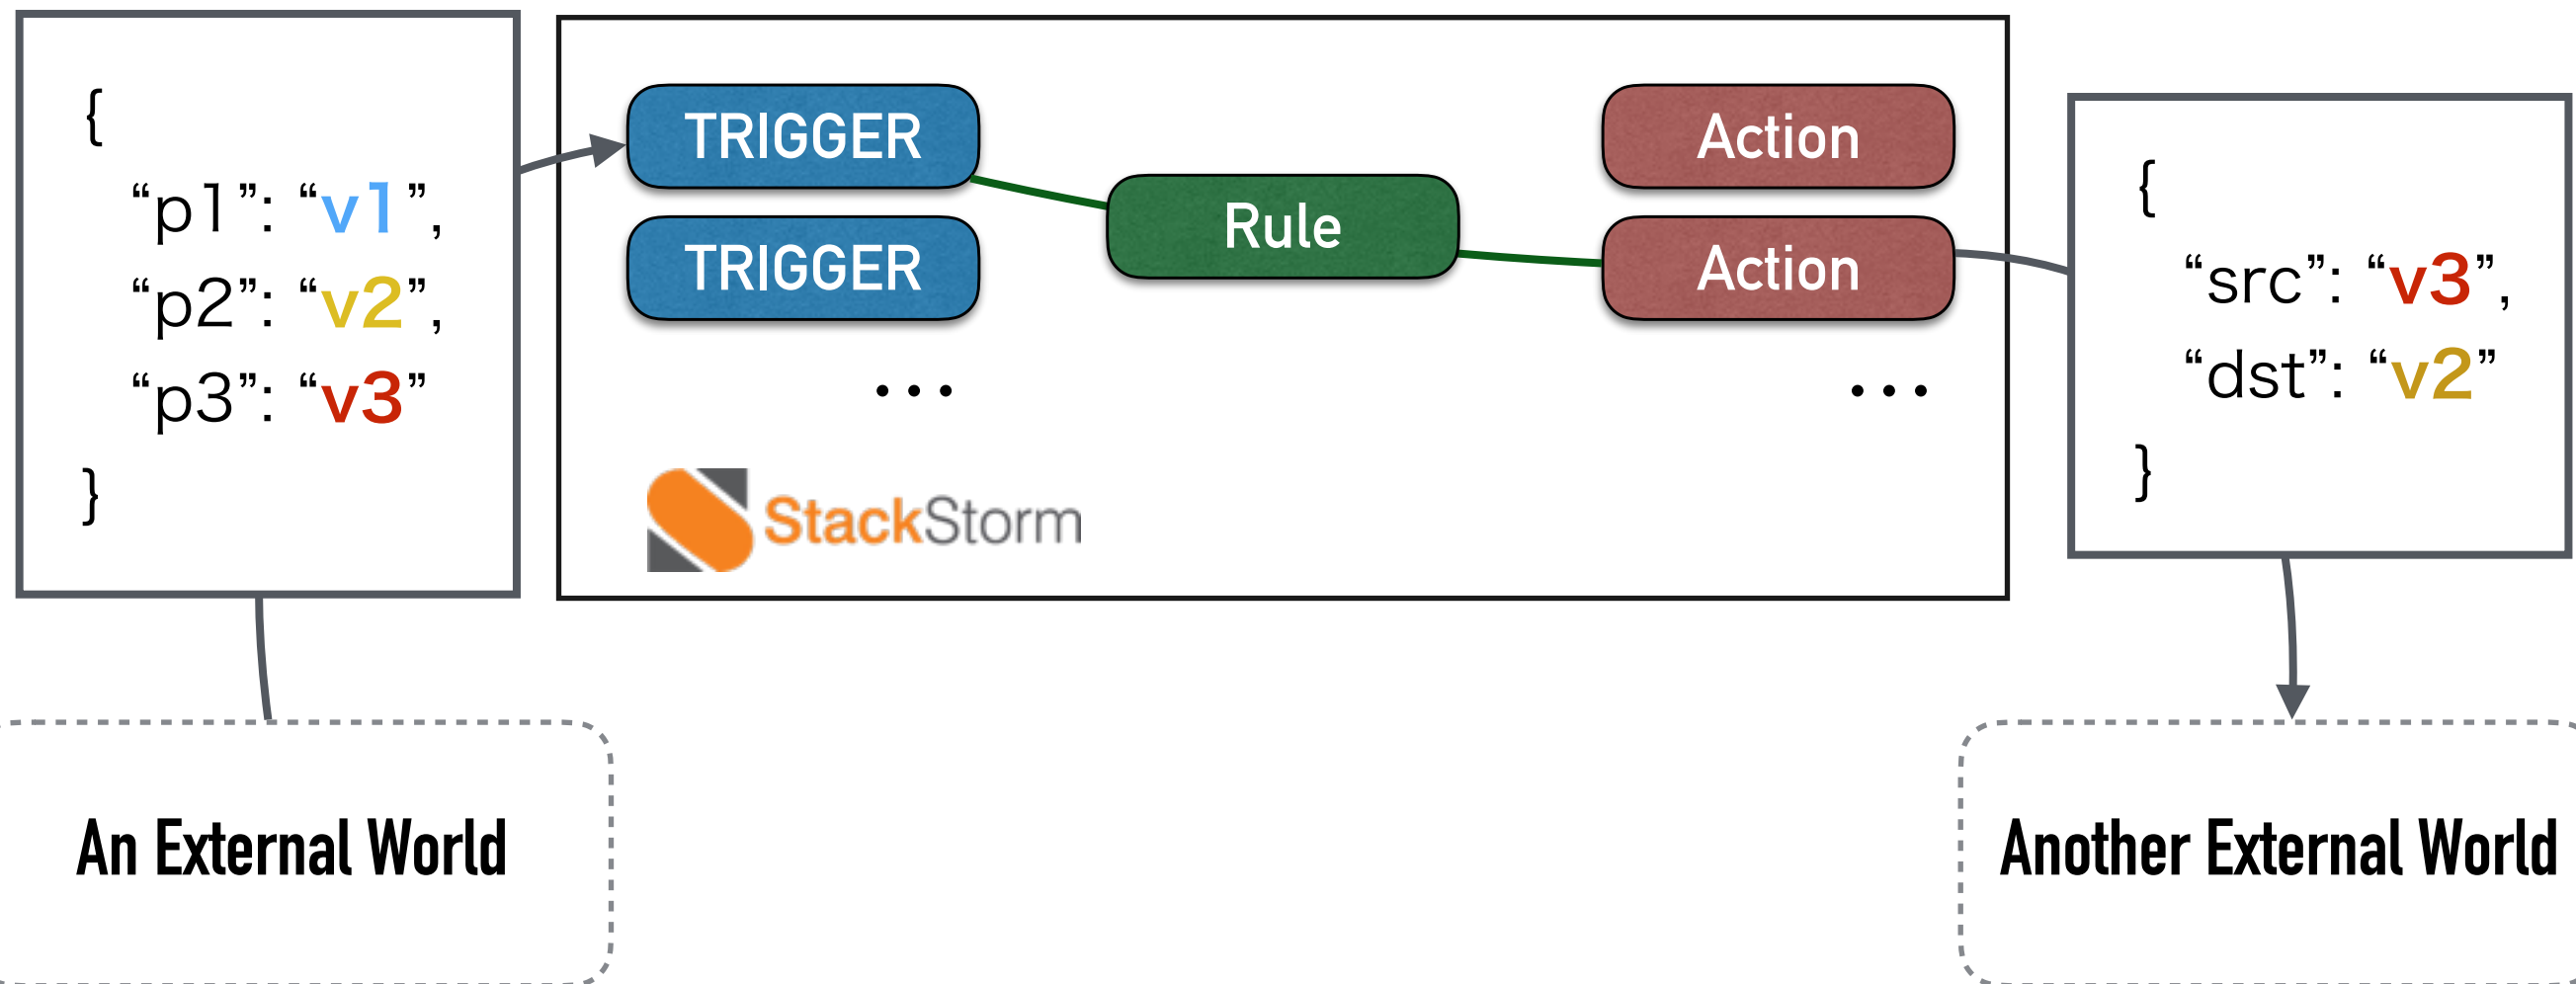 {
“p1”: “v1”,
“p2”: “v2”,
“p3”: “v3”
}
TRIGGER
TRIGGER
...
Rule
Action
Action
...
StackStorm
{
“src”: “v3”,
“dst”: “v2”
}
An External World
Another External World